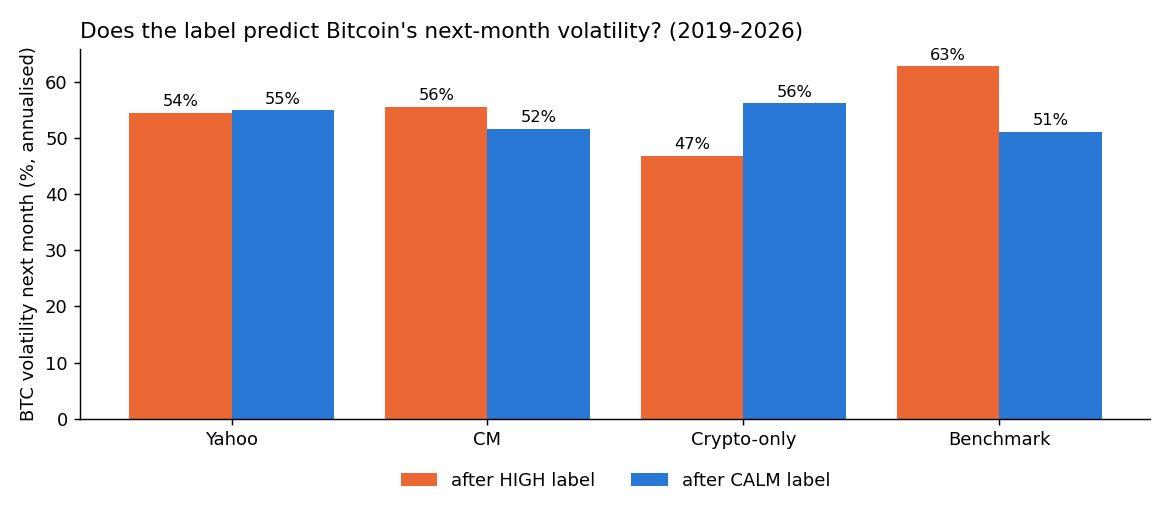 Does the label predict Bitcoin's next-month volatility? (2019-2026)
BTC volatility next month (%, annualised)
60
50
40
30
20
10
0
54%
55%
56%
52%
47%
56%
63%
51%
Yahoo
CM
Crypto-only
Benchmark
after HIGH label
after CALM label